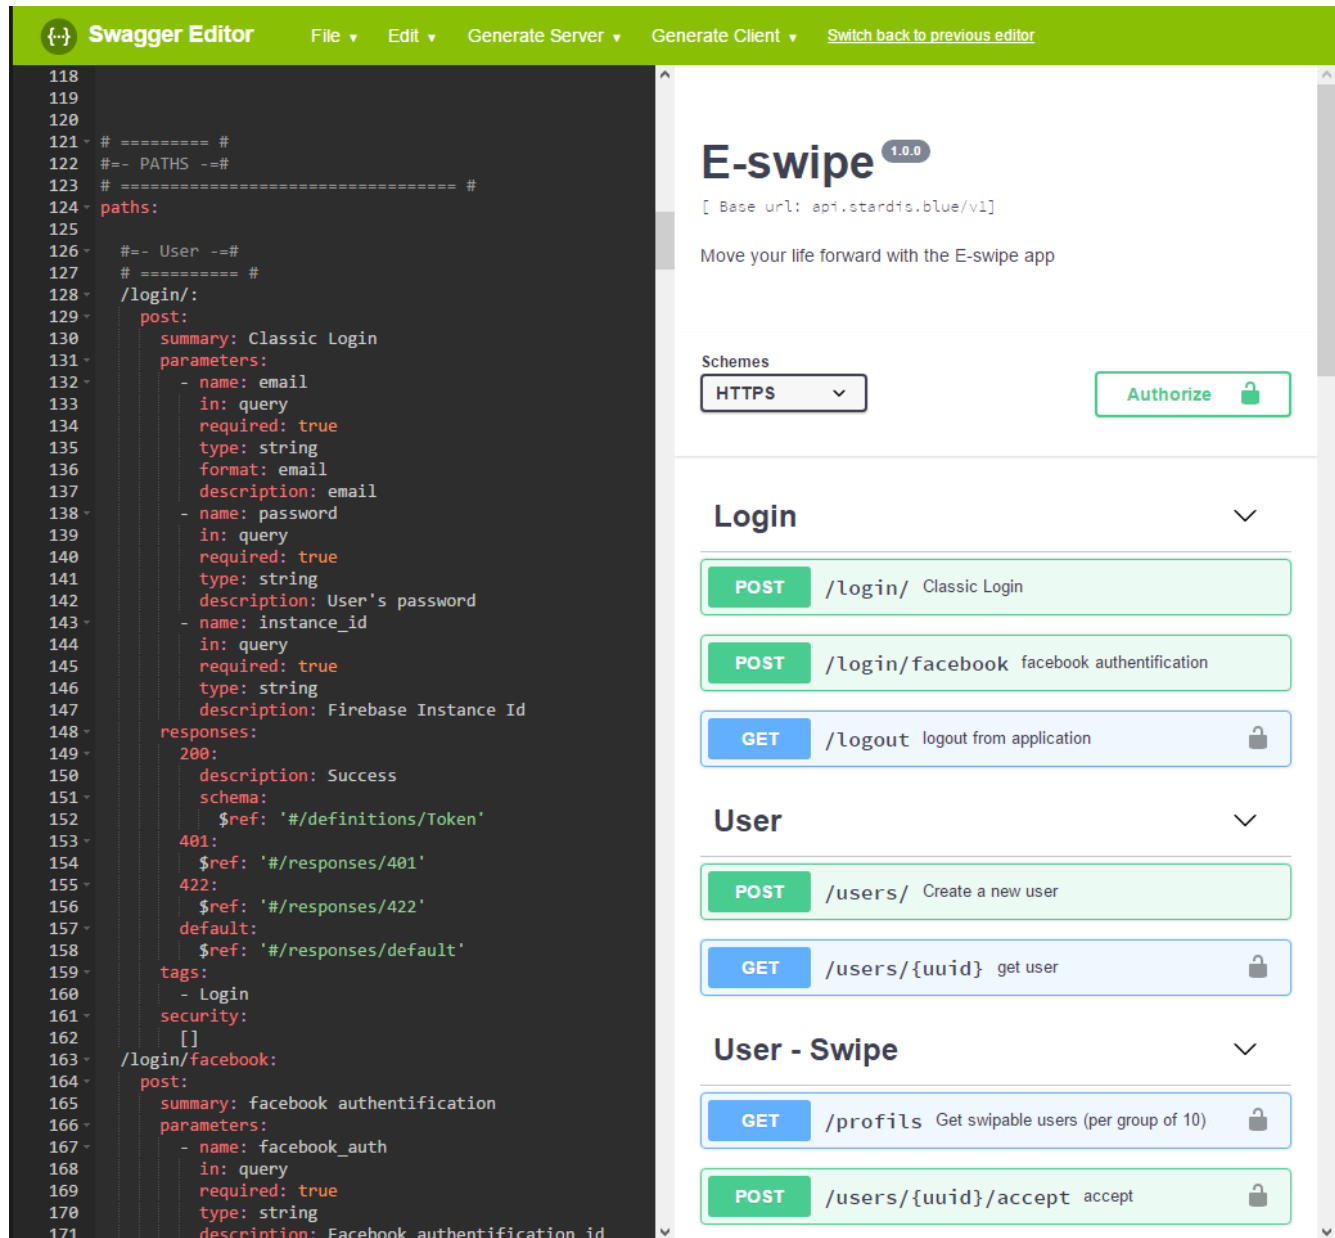 {··} Swagger Editor File ▾ Edit ▾ Generate Server ▾ Generate Client ▾ Switch back to previous editor
118
119
120
121 # ========= #
122 #=- PATHS -=#
123 # ================================== #
124 paths:
125
126 #=- User -=#
127 # ========== #
128 /login/:
129 post:
130 summary: Classic Login
131 parameters:
132 - name: email
133 in: query
134 required: true
135 type: string
136 format: email
137 description: email
138 - name: password
139 in: query
140 required: true
141 type: string
142 description: User's password
143 - name: instance_id
144 in: query
145 required: true
146 type: string
147 description: Firebase Instance Id
148 responses:
149 200:
150 description: Success
151 schema:
152 $ref: '#/definitions/Token'
153 401:
154 $ref: '#/responses/401'
155 422:
156 $ref: '#/responses/422'
157 default:
158 $ref: '#/responses/default'
159 tags:
160 - Login
161 security:
162 []
163 /login/facebook:
164 post:
165 summary: facebook authentification
166 parameters:
167 - name: facebook_auth
168 in: query
169 required: true
170 type: string
171 description: Facebook authentification id
E-swipe 1.0.0
[ Base url: api.stardis.blue/v1]
Move your life forward with the E-swipe app
Schemes
HTTPS
Authorize
Login
POST /login/ Classic Login
POST /login/facebook facebook authentification
GET /logout logout from application
User
POST /users/ Create a new user
GET /users/{uuid} get user
User - Swipe
GET /profils Get swipable users (per group of 10)
POST /users/{uuid}/accept accept